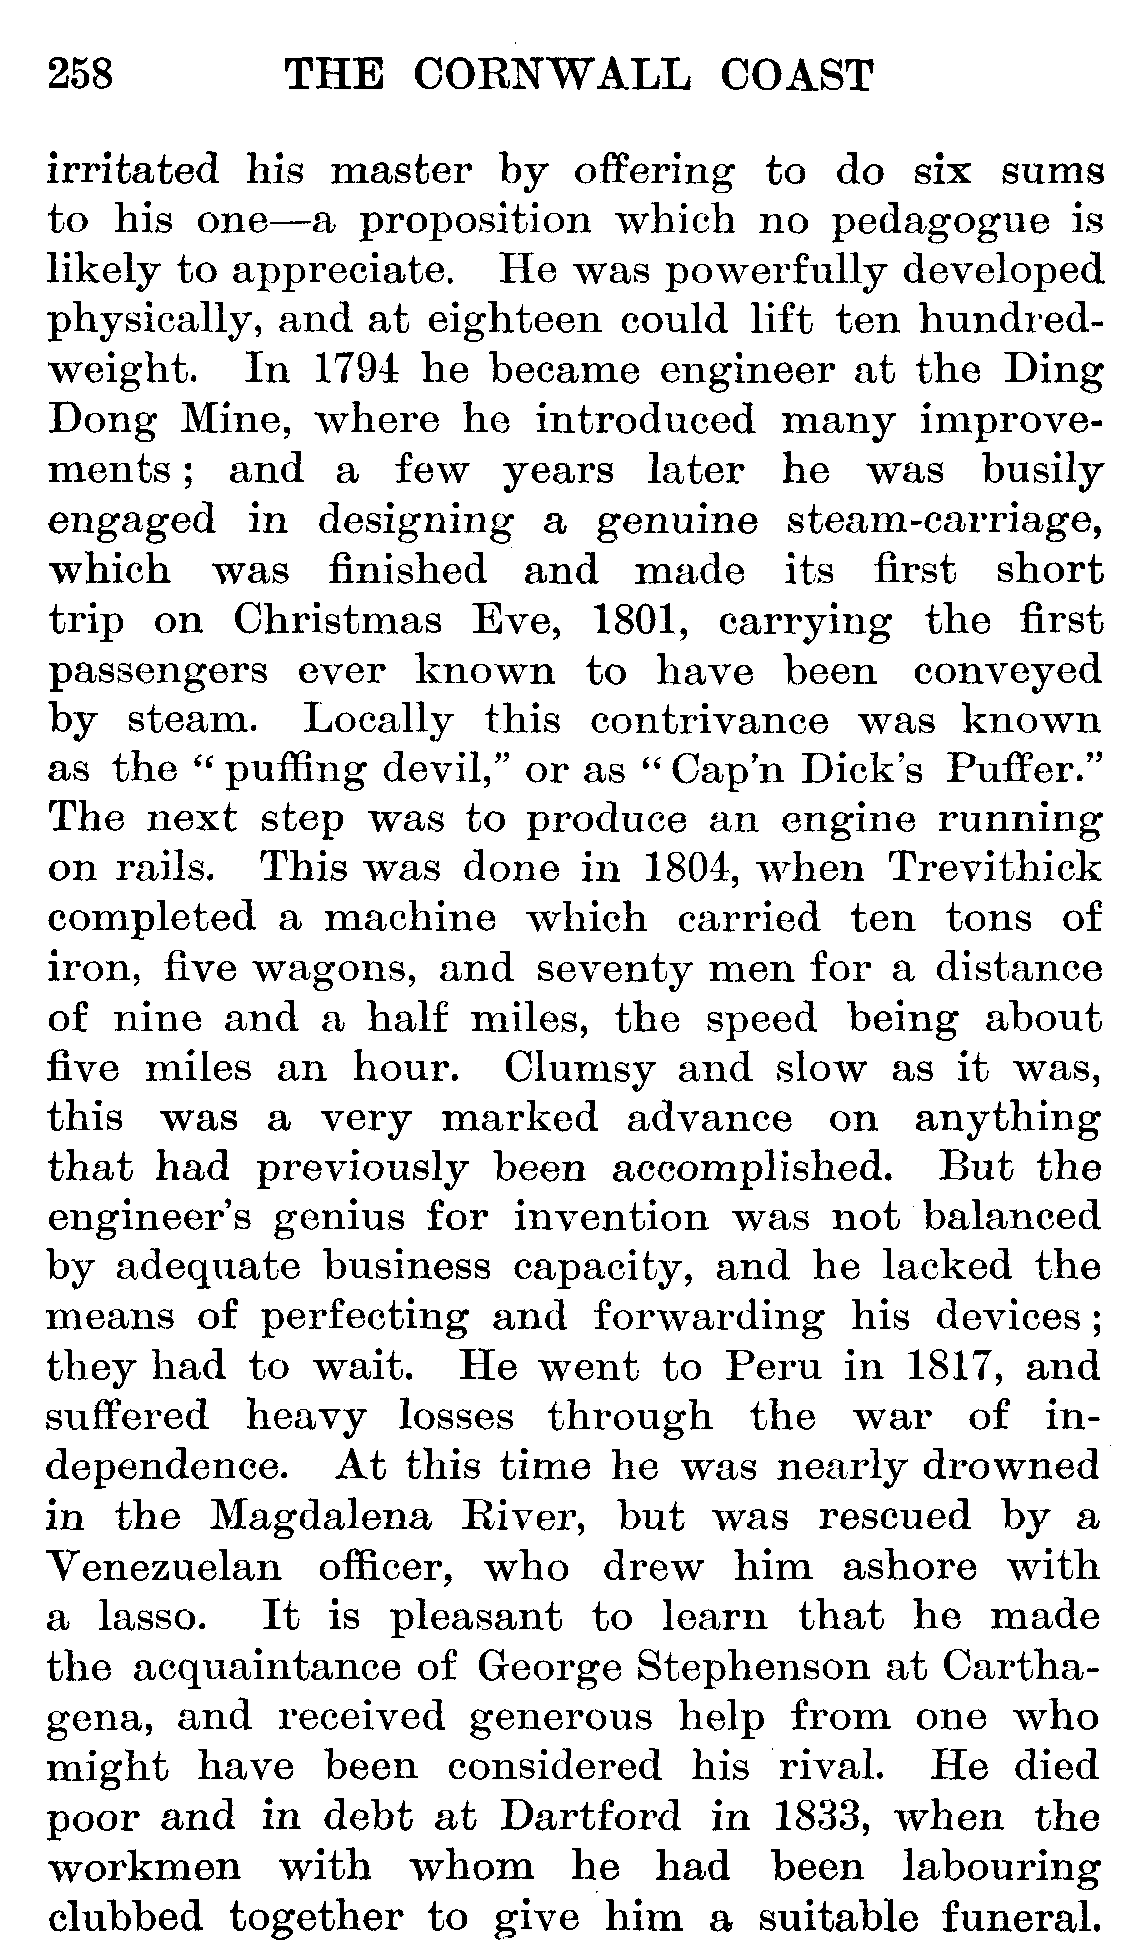 258 THE CORNWALL COAST
irritated his master by offering to do six sums
to his one—a proposition which no pedagogue is
likely to appreciate. He was powerfully developed
physically, and at eighteen could lift ten hundred-
weight. In 1794 he became engineer at the Ding
Dong Mine, where he introduced many improve-
ments; and a few years later he was busily
engaged in designing a genuine steam-carriage,
which was finished and made its first short
trip on Christmas Eve, 1801, carrying the first
passengers ever known to have been conveyed
by steam. Locally this contrivance was known
as the “puffing devil,” or as “Cap'n Dick's Puffer.”
The next step was to produce an engine running
on rails. This was done in 1804, when Trevithick
completed a machine which carried ten tons of
iron, five wagons, and seventy men for a distance
of nine and a half miles, the speed being about
five miles an hour. Clumsy and slow as it was,
this was a very marked advance on anything
that had previously been accomplished. But the
engineer's genius for invention was not balanced
by adequate business capacity, and he lacked the
means of perfecting and forwarding his devices;
they had to wait. He went to Peru in 1817, and
suffered heavy losses through the war of in-
dependence. At this time he was nearly drowned
in the Magdalena River, but was rescued by a
Venezuelan officer, who drew him ashore with
a lasso. It is pleasant to learn that he made
the acquaintance of George Stephenson at Cartha-
gena, and received generous help from one who
might have been considered his rival. He died
poor and in debt at Dartford in 1833, when the
workmen with whom he had been labouring
clubbed together to give him a suitable funeral.